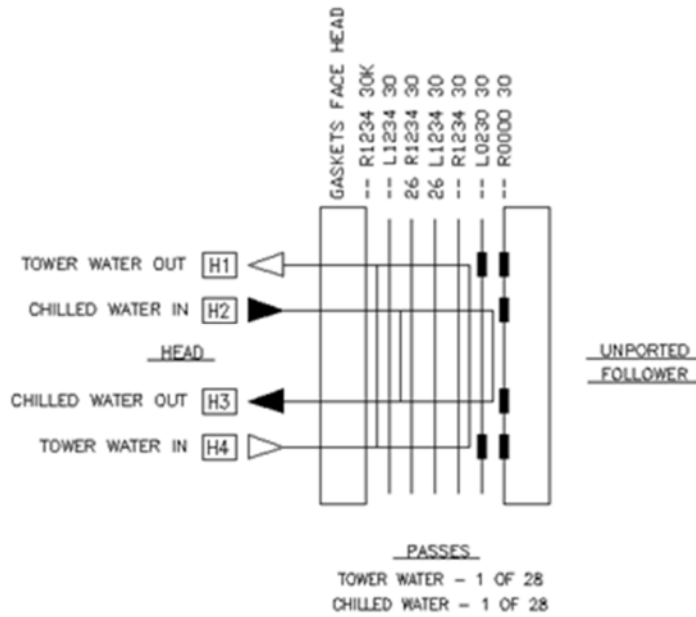 GASKETS FACE HEAD
-- R1234 30K
-- L1234 30
26 R1234 30
26 L1234 30
-- R1234 30
-- L0230 30
-- R0000 30
TOWER WATER OUT H1
CHILLED WATER IN H2
HEAD
CHILLED WATER OUT H3
TOWER WATER IN H4
UNPORTED
FOLLOWER
PASSES
TOWER WATER - 1 OF 28
CHILLED WATER - 1 OF 28